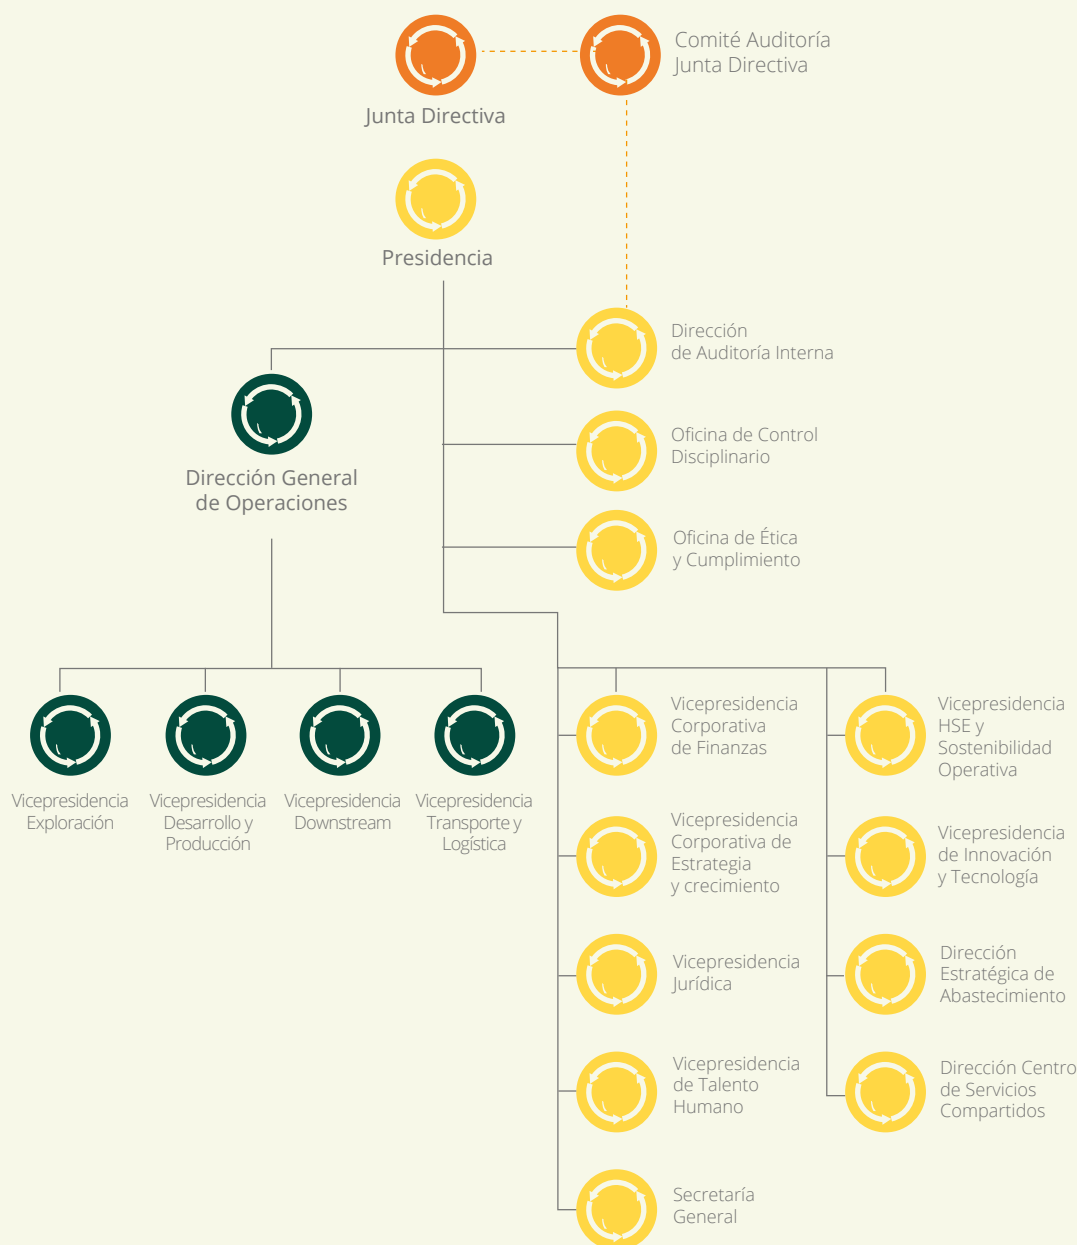 Comité Auditoría
Junta Directiva
Junta Directiva
Presidencia
Dirección
de Auditoría Interna
Oficina de Control
Disciplinario
Dirección General
de Operaciones
Oficina de Ética
y Cumplimiento
Vicepresidencia
Exploración
Vicepresidencia
Desarrollo y
Producción
Vicepresidencia
Downstream
Vicepresidencia
Transporte y
Logística
Vicepresidencia
Corporativa
de Finanzas
Vicepresidencia
HSE y
Sostenibilidad
Operativa
Vicepresidencia
Corporativa de
Estrategia
y crecimiento
Vicepresidencia
de Innovación
y Tecnología
Vicepresidencia
Jurídica
Dirección
Estratégica de
Abastecimiento
Vicepresidencia
de Talento
Humano
Dirección Centro
de Servicios
Compartidos
Secretaría
General